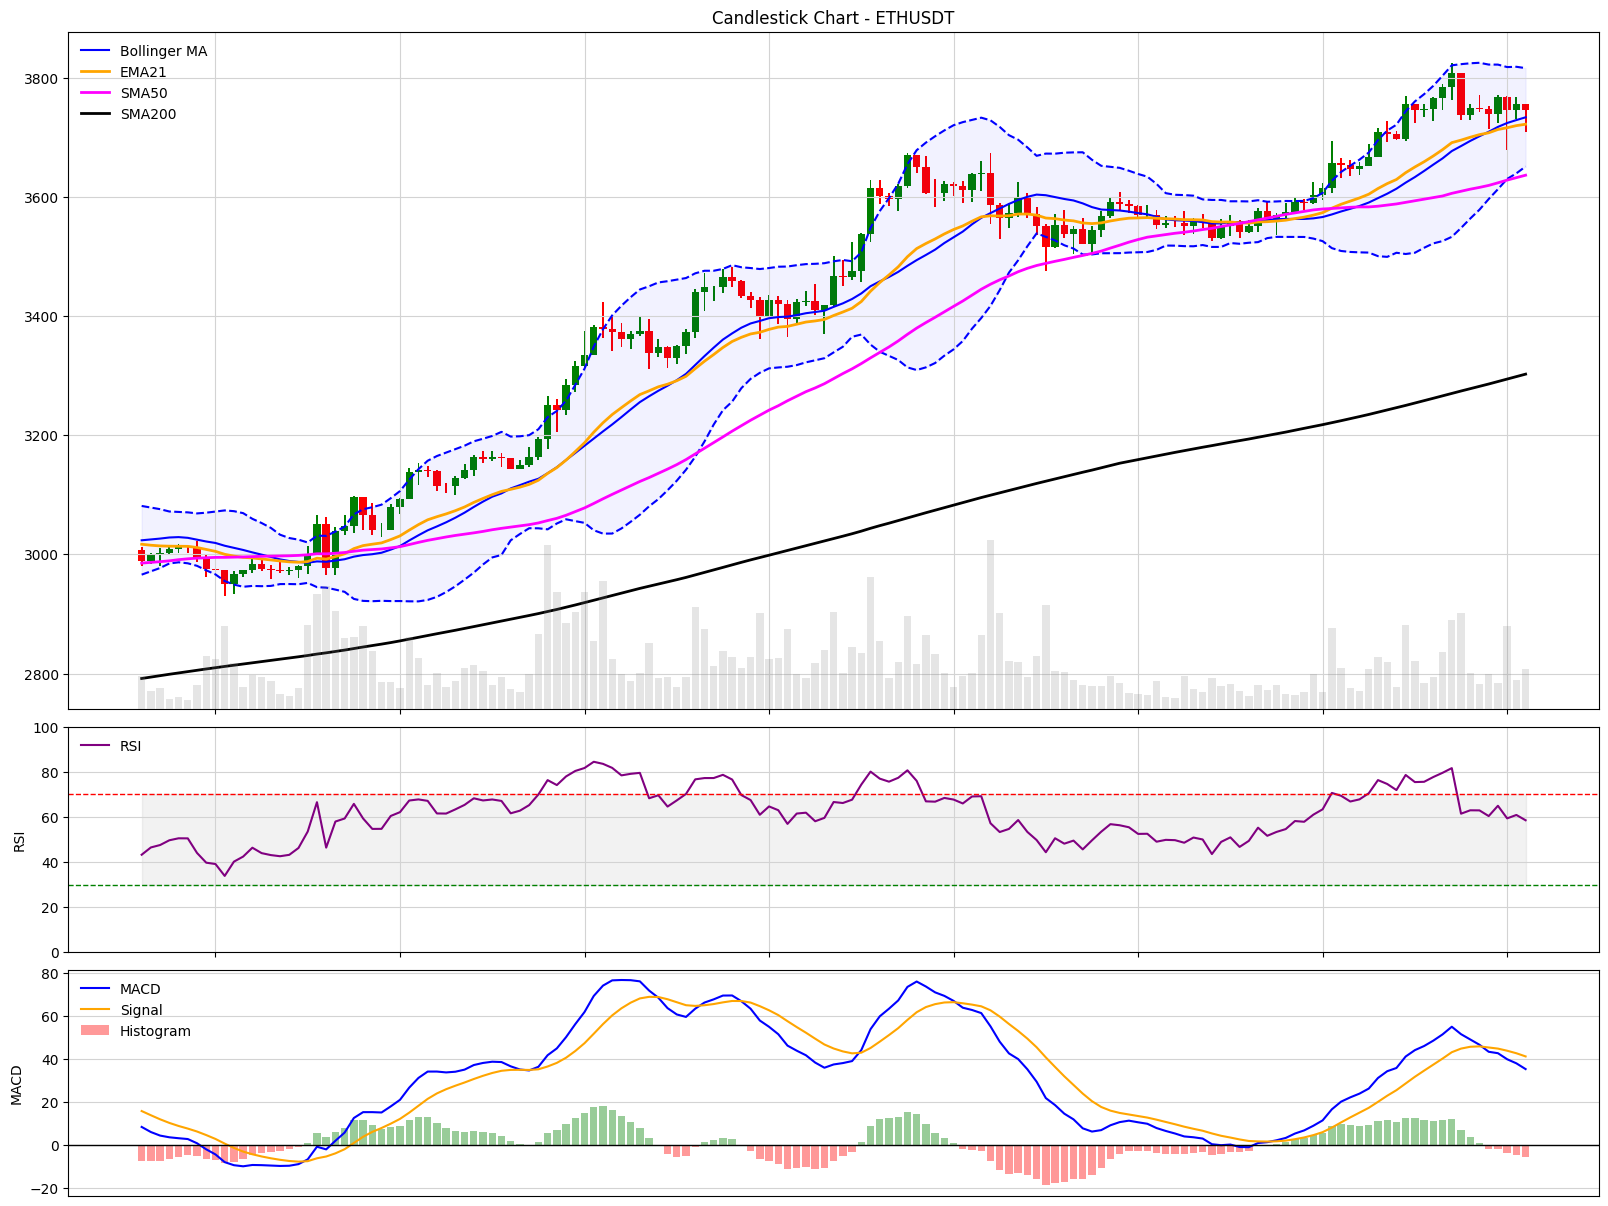 Candlestick Chart - ETHUSDT
Bollinger MA
EMA21
SMA50
SMA200
3800
3600
3400
3200
3000
2800
RSI
100
80
60
40
20
0
RSI
MACD
Signal
Histogram
80
60
40
20
0
−20
MACD